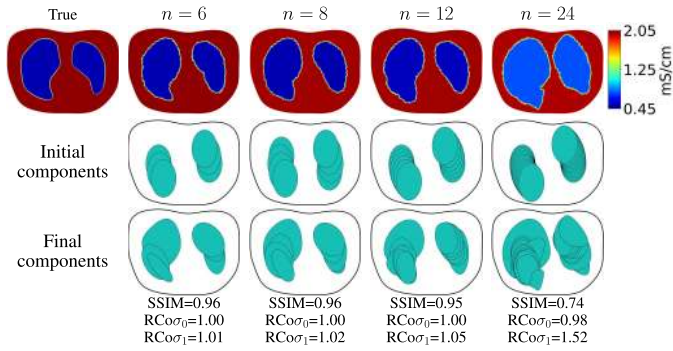 True
n = 6
n = 8
n = 12
n = 24
2.05
1.25
0.45
mS/cm
Initial
components
Final
components
SSIM=0.96
SSIM=0.96
SSIM=0.95
SSIM=0.74
RCoσ₀=1.00
RCoσ₀=1.00
RCoσ₀=1.00
RCoσ₀=0.98
RCoσ₁=1.01
RCoσ₁=1.02
RCoσ₁=1.05
RCoσ₁=1.52